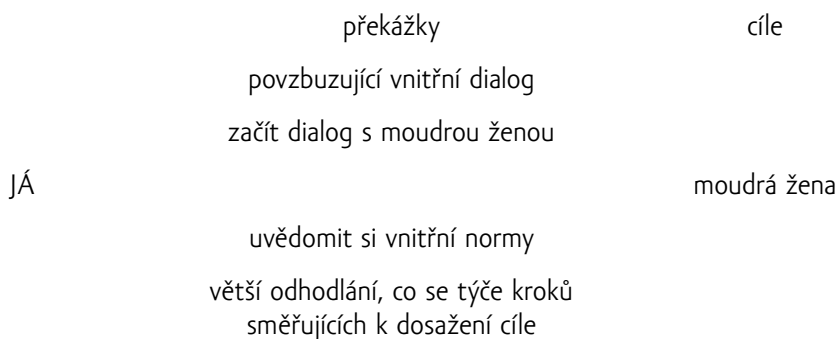 překážky cíle
povzbuzující vnitřní dialog
začít dialog s moudrou ženou
JÁ moudrá žena
uvědomit si vnitřní normy
větší odhodlání, co se týče kroků
směřujících k dosažení cíle